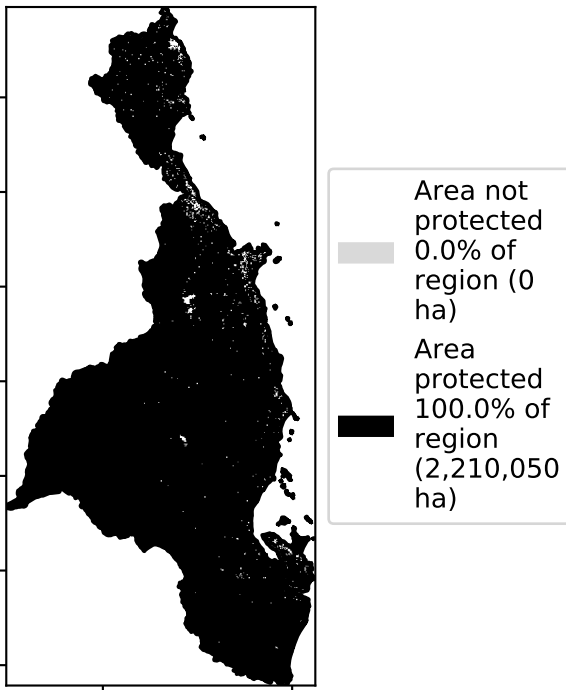 Area not
protected
0.0% of
region (0
ha)
Area
protected
100.0% of
region
(2,210,050
ha)